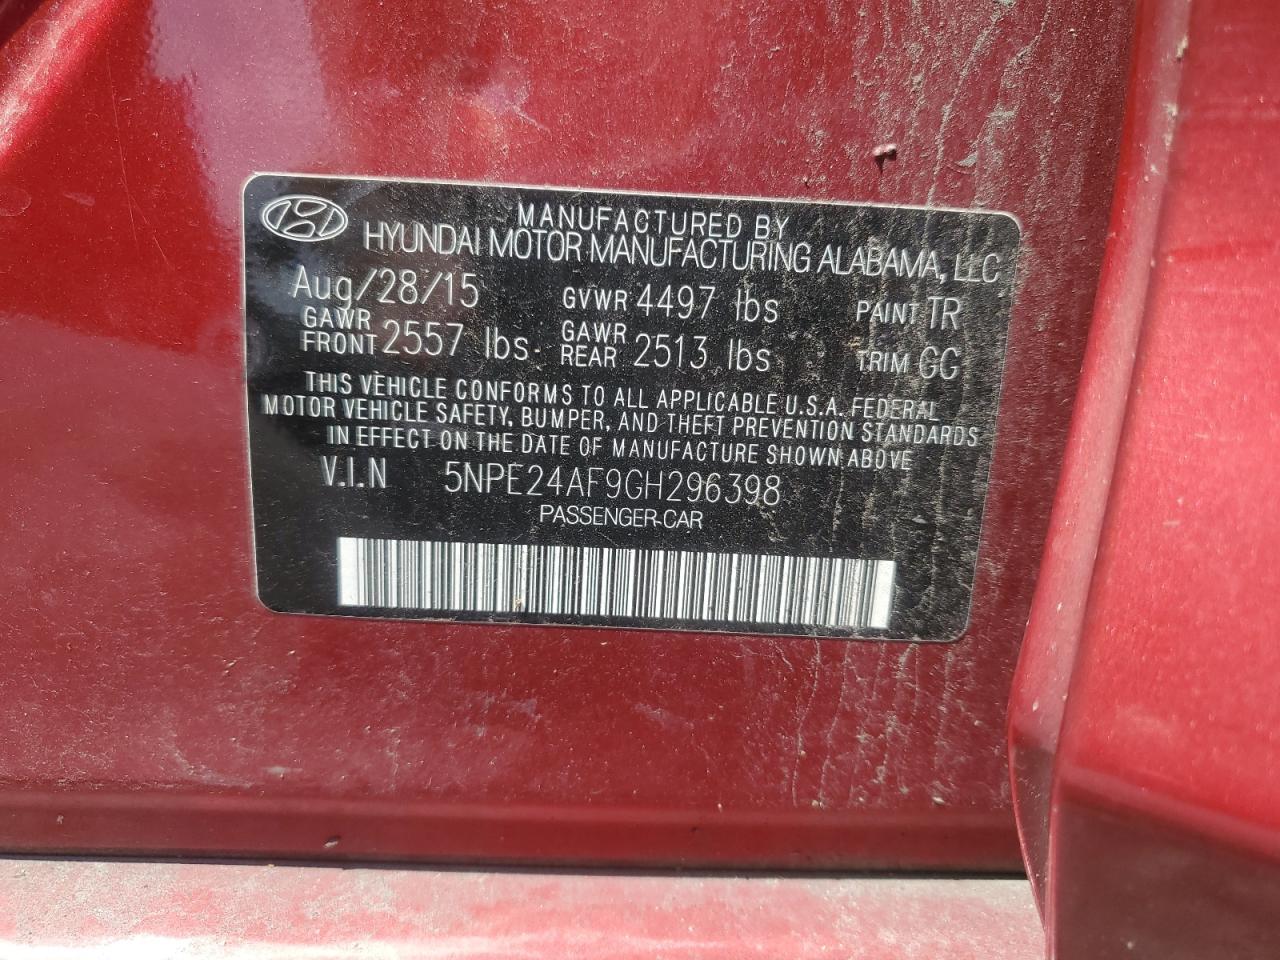 MANUFACTURED BY
HYUNDAI MOTOR MANUFACTURING ALABAMA, LLC
Aug/28/15 GVWR 4497 lbs PAINT TR
GAWR FRONT 2557 lbs GAWR REAR 2513 lbs TRIM GG
THIS VEHICLE CONFORMS TO ALL APPLICABLE U.S.A. FEDERAL
MOTOR VEHICLE SAFETY, BUMPER, AND THEFT PREVENTION STANDARDS
IN EFFECT ON THE DATE OF MANUFACTURE SHOWN ABOVE
V.I.N 5NPE24AF9GH296398
PASSENGER-CAR